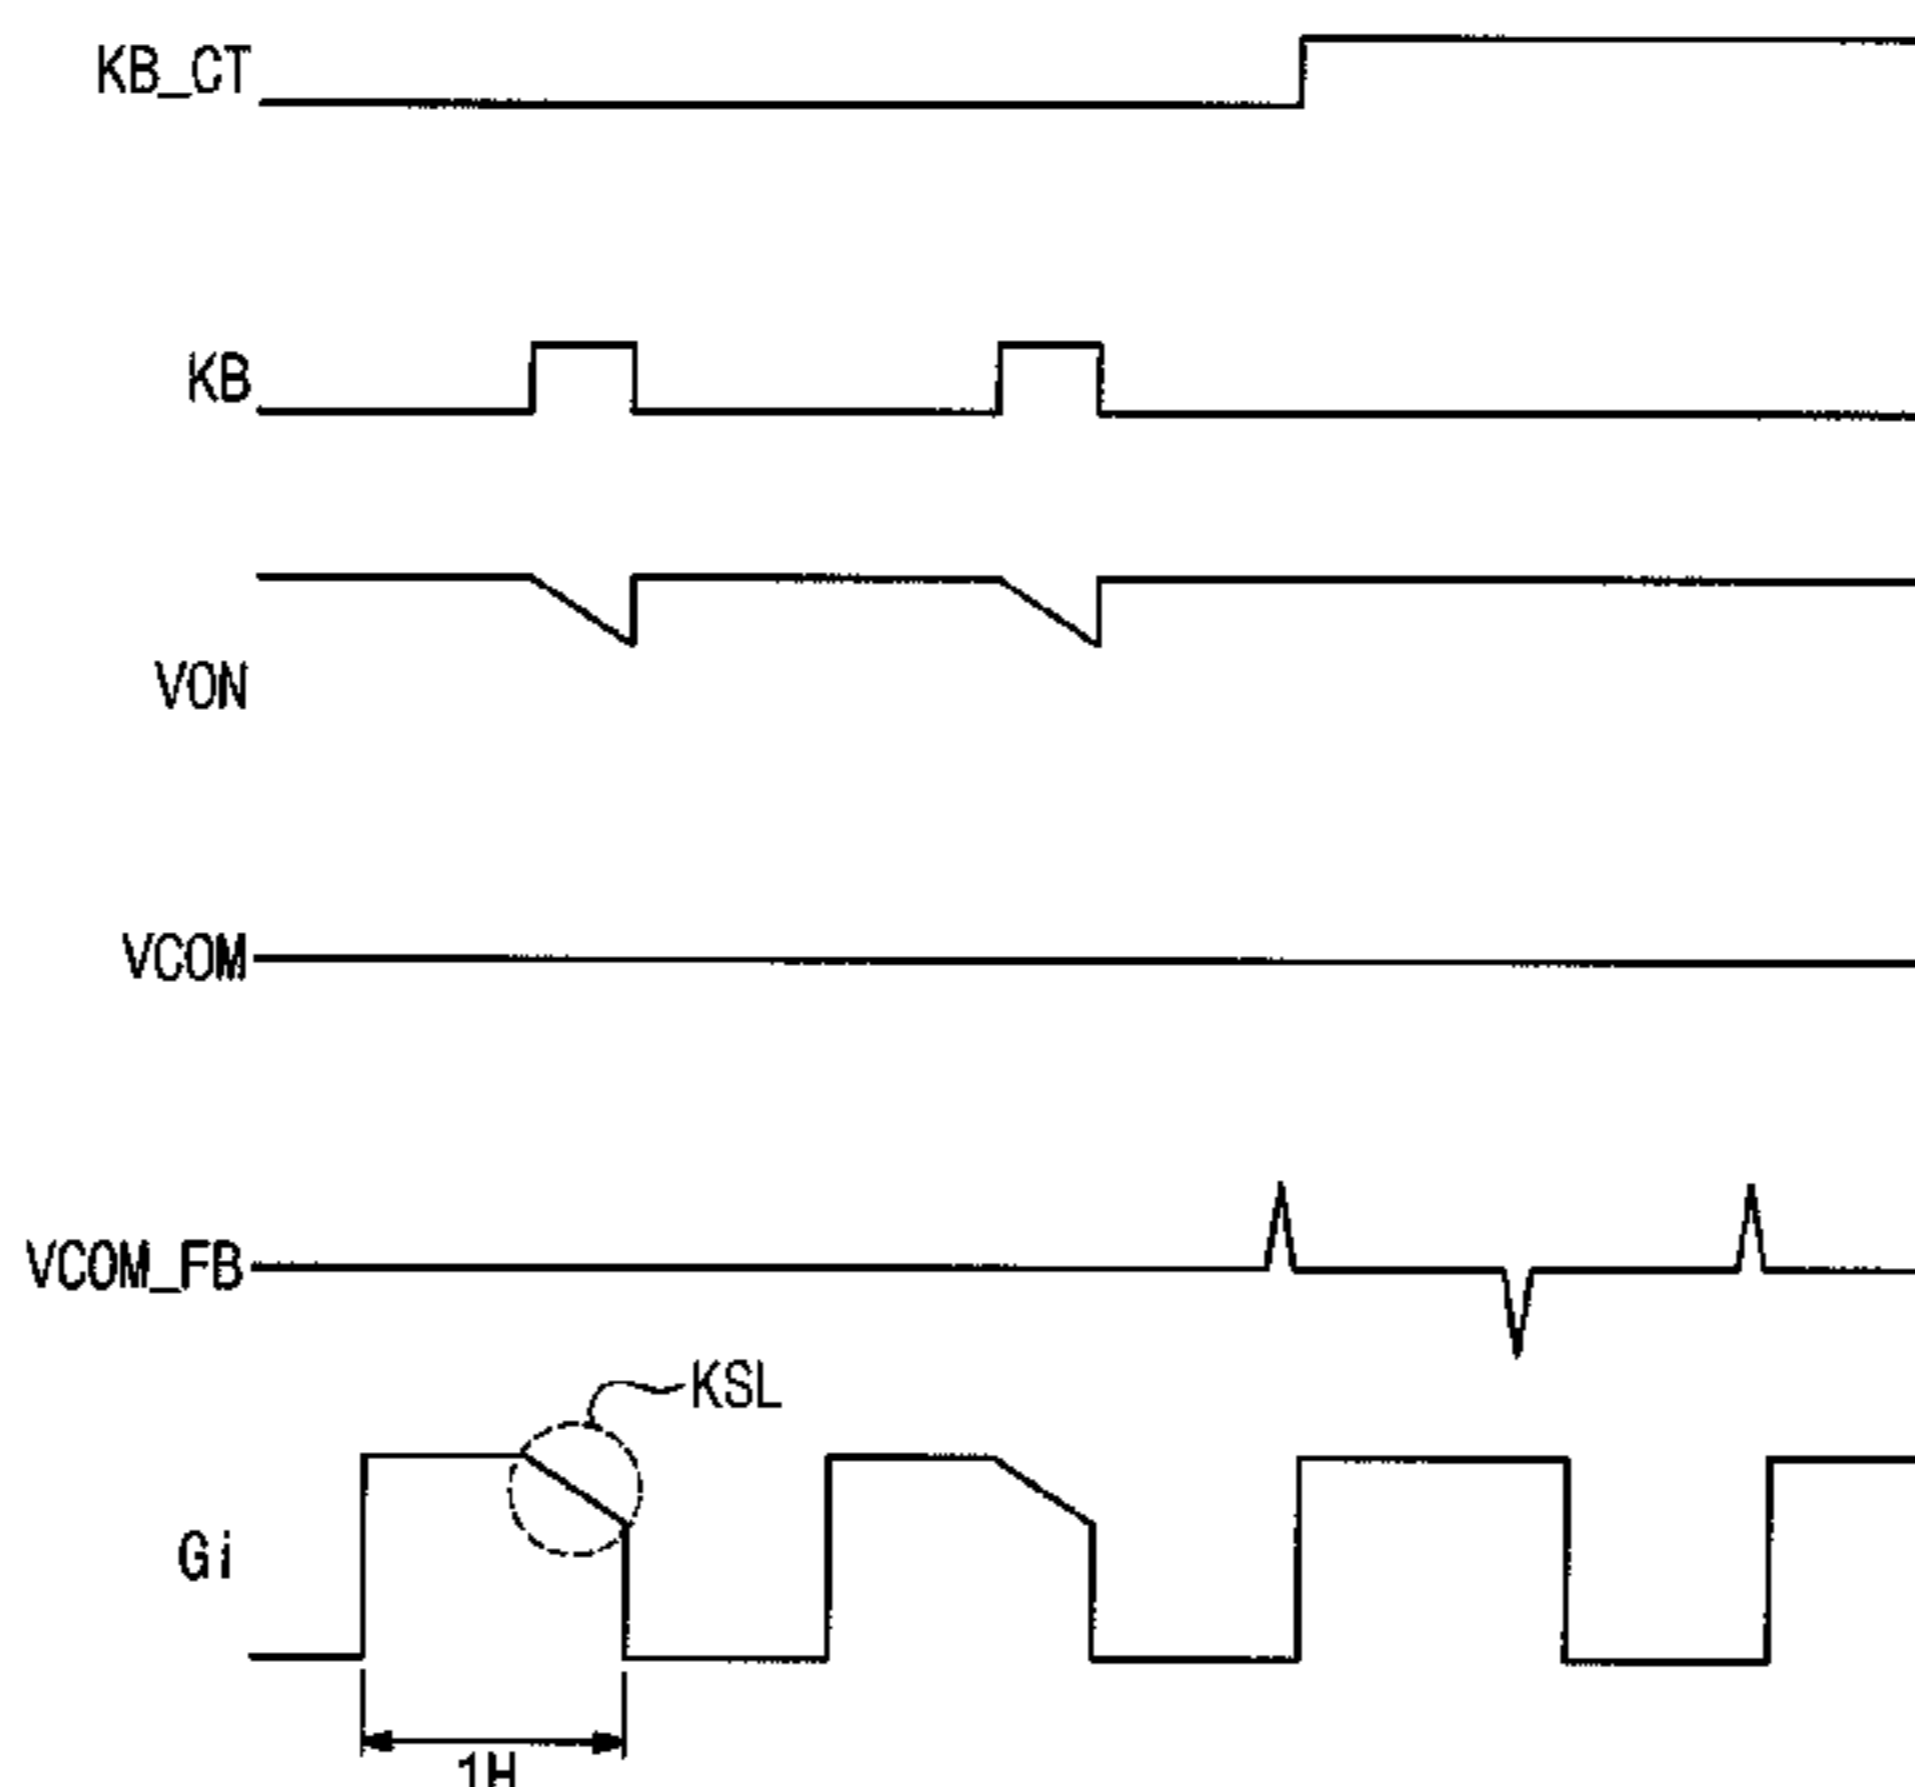 KB_CT
KB
VON
VCOM
VCOM_FB
KSL
Gi
1H